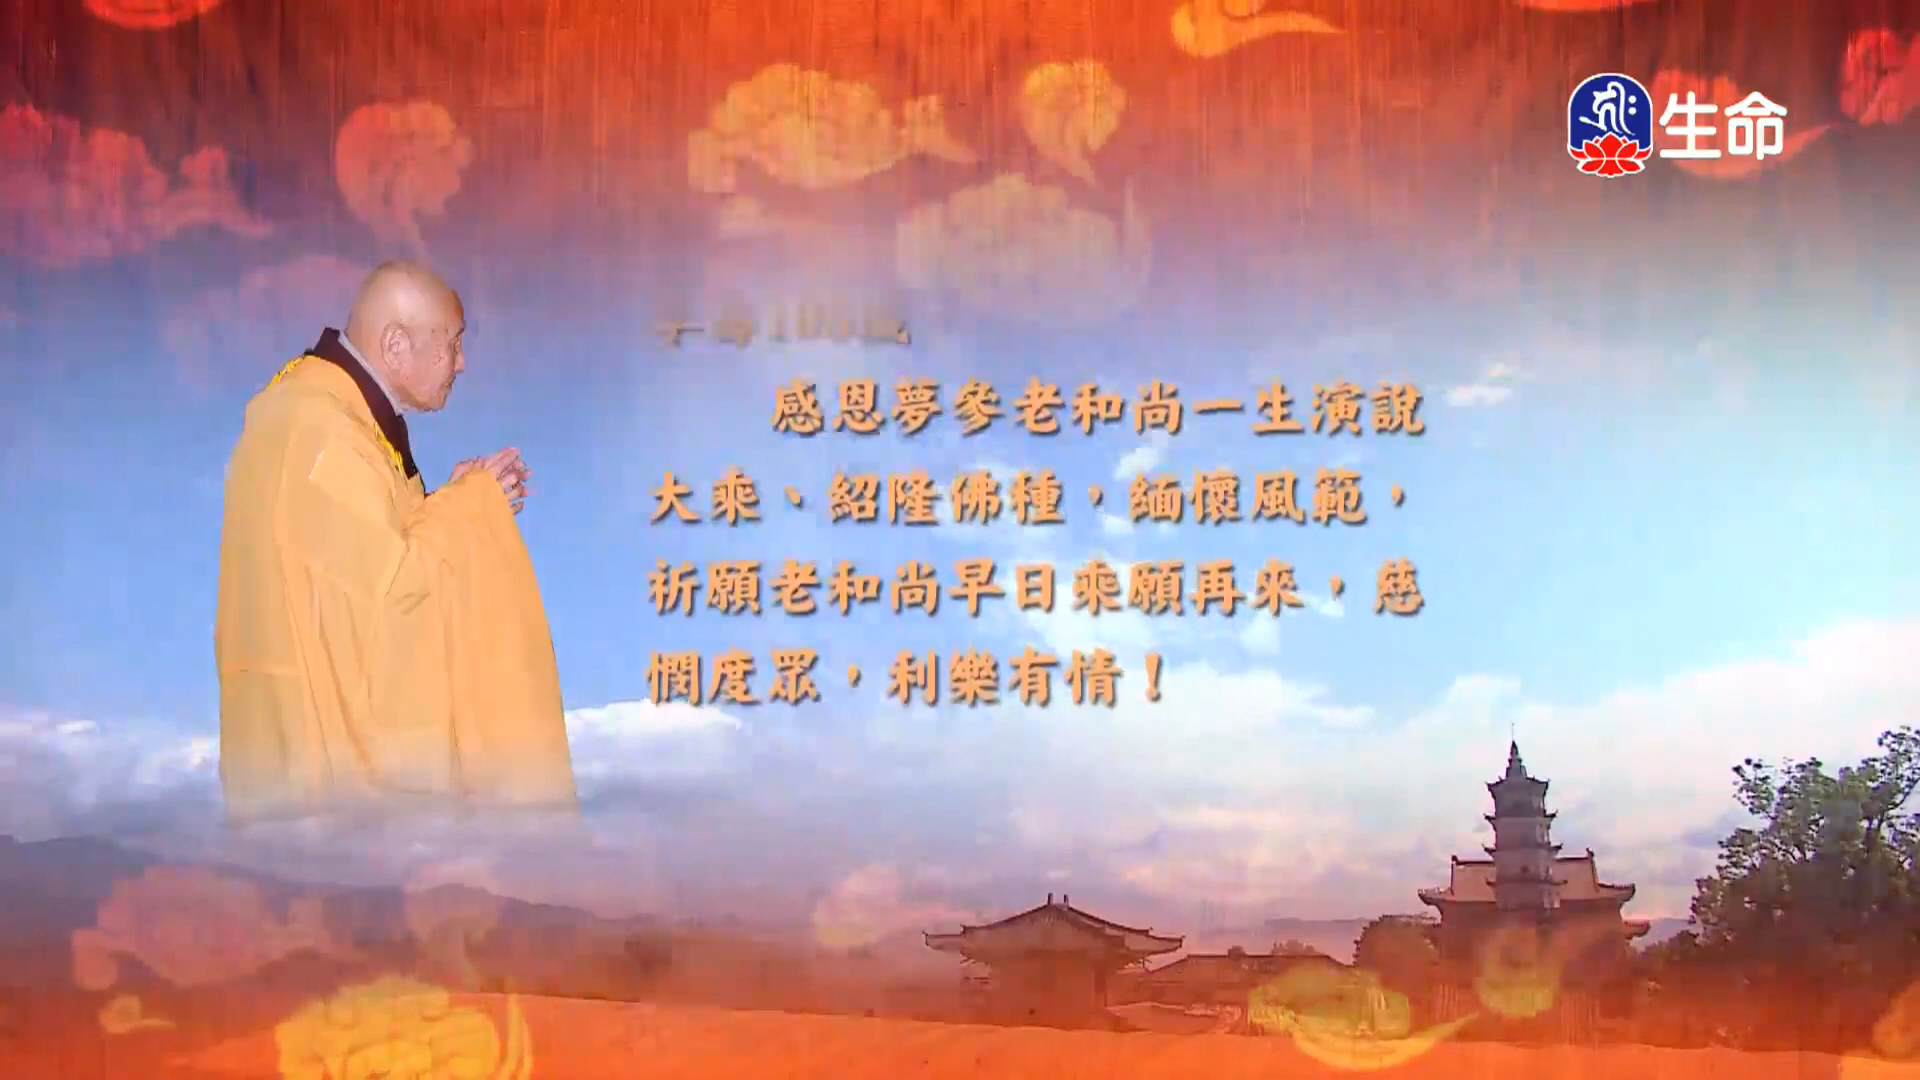 生命
感恩夢參老和尚一生演說
大乘、紹隆佛種，緬懷風範，
祈願老和尚早日乘願再來，慈
憫度眾，利樂有情！